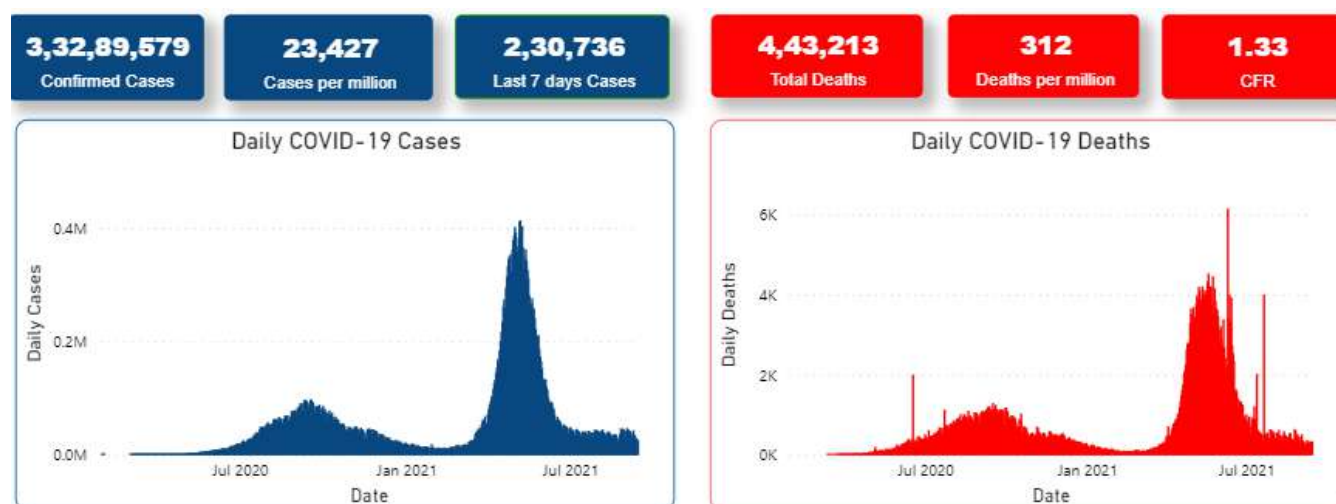 3,32,89,579
Confirmed Cases
23,427
Cases per million
2,30,736
Last 7 days Cases
4,43,213
Total Deaths
312
Deaths per million
1.33
CFR
Daily COVID-19 Cases
0.4M
0.2M
0.0M
Daily Cases
Jul 2020 Jan 2021 Jul 2021
Date
Daily COVID-19 Deaths
6K
4K
2K
0K
Daily Deaths
Jul 2020 Jan 2021 Jul 2021
Date